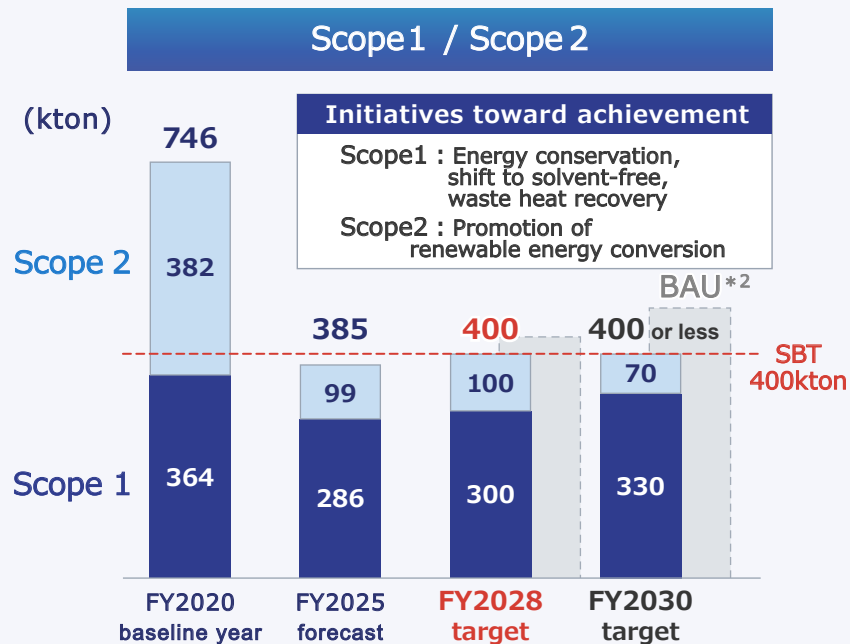 Scope1 / Scope 2
(kton)
Initiatives toward achievement
Scope1 : Energy conservation,
shift to solvent-free,
waste heat recovery
Scope2 : Promotion of
renewable energy conversion
746
Scope 2
382
BAU*2
385
400
400 or less
SBT
400kton
99
100
70
Scope 1
364
286
300
330
FY2020
baseline year
FY2025
forecast
FY2028
target
FY2030
target